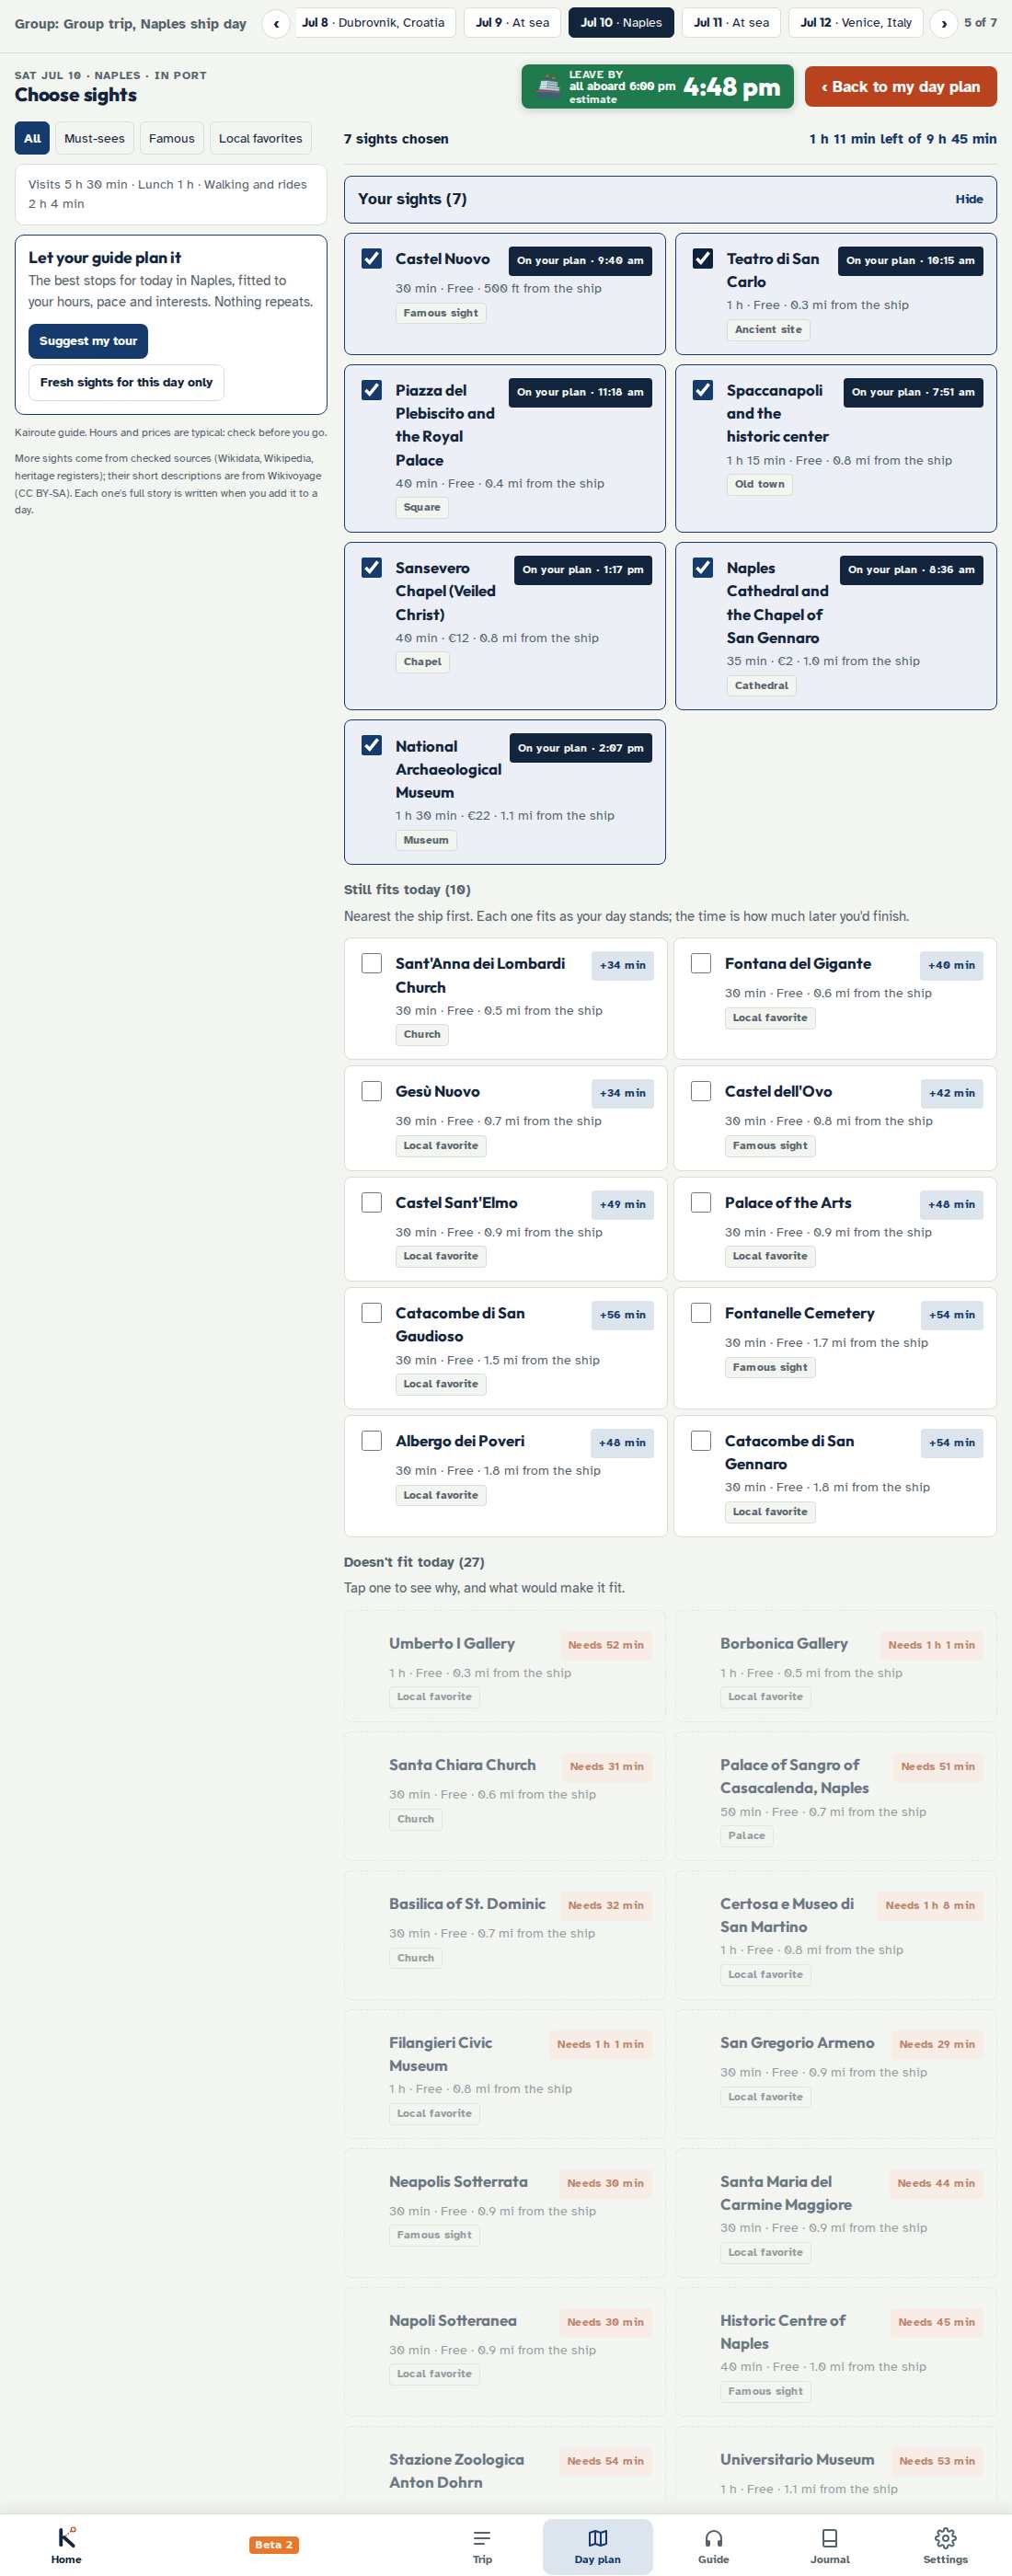 Group: Group trip, Naples ship day
‹
Jul 8 · Dubrovnik, Croatia
Jul 9 · At sea
Jul 10 · Naples
Jul 11 · At sea
Jul 12 · Venice, Italy
›
5 of 7
SAT JUL 10 · NAPLES · IN PORT
Choose sights
LEAVE BY
all aboard 6:00 pm
estimate
4:48 pm
‹ Back to my day plan
All
Must-sees
Famous
Local favorites
Visits 5 h 30 min · Lunch 1 h · Walking and rides
2 h 4 min
Let your guide plan it
The best stops for today in Naples, fitted to
your hours, pace and interests. Nothing repeats.
Suggest my tour
Fresh sights for this day only
Kairoute guide. Hours and prices are typical: check before you go.
More sights come from checked sources (Wikidata, Wikipedia,
heritage registers); their short descriptions are from Wikivoyage
(CC BY-SA). Each one's full story is written when you add it to a
day.
7 sights chosen
1 h 11 min left of 9 h 45 min
Your sights (7)
Hide
Castel Nuovo
On your plan · 9:40 am
30 min · Free · 500 ft from the ship
Famous sight
Teatro di San
Carlo
On your plan · 10:15 am
1 h · Free · 0.3 mi from the ship
Ancient site
Piazza del
Plebiscito and
the Royal
Palace
On your plan · 11:18 am
40 min · Free · 0.4 mi from the ship
Square
Spaccanapoli
and the
historic center
On your plan · 7:51 am
1 h 15 min · Free · 0.8 mi from the ship
Old town
Sansevero
Chapel (Veiled
Christ)
On your plan · 1:17 pm
40 min · €12 · 0.8 mi from the ship
Chapel
Naples
Cathedral and
the Chapel of
San Gennaro
On your plan · 8:36 am
35 min · €2 · 1.0 mi from the ship
Cathedral
National
Archaeological
Museum
On your plan · 2:07 pm
1 h 30 min · €22 · 1.1 mi from the ship
Museum
Still fits today (10)
Nearest the ship first. Each one fits as your day stands; the time is how much later you'd finish.
Sant'Anna dei Lombardi
Church
+34 min
30 min · Free · 0.5 mi from the ship
Church
Fontana del Gigante
+40 min
30 min · Free · 0.6 mi from the ship
Local favorite
Gesù Nuovo
+34 min
30 min · Free · 0.7 mi from the ship
Local favorite
Castel dell'Ovo
+42 min
30 min · Free · 0.8 mi from the ship
Famous sight
Castel Sant'Elmo
+49 min
30 min · Free · 0.9 mi from the ship
Local favorite
Palace of the Arts
+48 min
30 min · Free · 0.9 mi from the ship
Local favorite
Catacombe di San
Gaudioso
+56 min
30 min · Free · 1.5 mi from the ship
Local favorite
Fontanelle Cemetery
+54 min
30 min · Free · 1.7 mi from the ship
Famous sight
Albergo dei Poveri
+48 min
30 min · Free · 1.8 mi from the ship
Local favorite
Catacombe di San
Gennaro
+54 min
30 min · Free · 1.8 mi from the ship
Local favorite
Doesn't fit today (27)
Tap one to see why, and what would make it fit.
Umberto I Gallery
Needs 52 min
1 h · Free · 0.3 mi from the ship
Local favorite
Borbonica Gallery
Needs 1 h 1 min
1 h · Free · 0.5 mi from the ship
Local favorite
Santa Chiara Church
Needs 31 min
30 min · Free · 0.6 mi from the ship
Church
Palace of Sangro of
Casacalenda, Naples
Needs 51 min
50 min · Free · 0.7 mi from the ship
Palace
Basilica of St. Dominic
Needs 32 min
30 min · Free · 0.7 mi from the ship
Church
Certosa e Museo di
San Martino
Needs 1 h 8 min
1 h · Free · 0.8 mi from the ship
Local favorite
Filangieri Civic
Museum
Needs 1 h 1 min
1 h · Free · 0.8 mi from the ship
Local favorite
San Gregorio Armeno
Needs 29 min
30 min · Free · 0.9 mi from the ship
Local favorite
Neapolis Sotterrata
Needs 30 min
30 min · Free · 0.9 mi from the ship
Famous sight
Santa Maria del
Carmine Maggiore
Needs 44 min
30 min · Free · 0.9 mi from the ship
Local favorite
Napoli Sotteranea
Needs 30 min
30 min · Free · 0.9 mi from the ship
Local favorite
Historic Centre of
Naples
Needs 45 min
40 min · Free · 1.0 mi from the ship
Famous sight
Stazione Zoologica
Anton Dohrn
Needs 54 min
Universitario Museum
Needs 53 min
1 h · Free · 1.1 mi from the ship
Home
Beta 2
Trip
Day plan
Guide
Journal
Settings